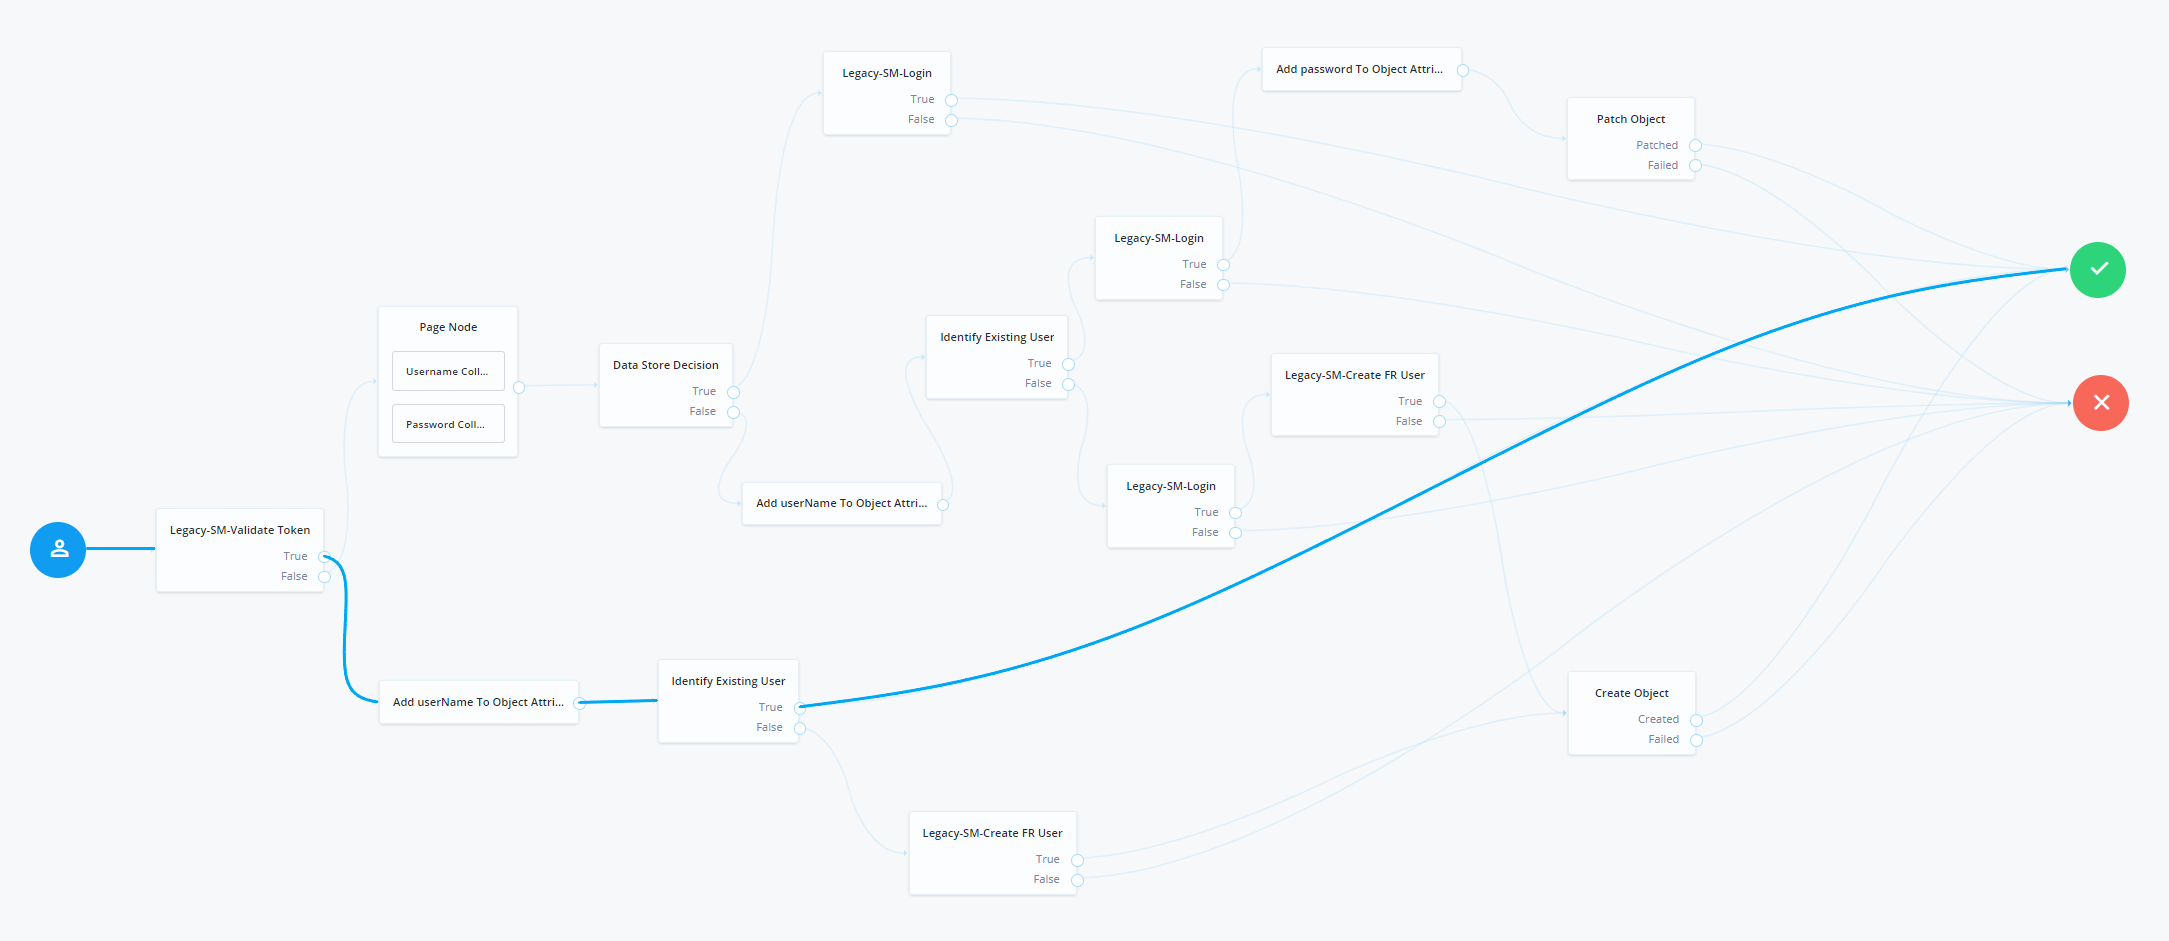 Legacy-SM-Validate Token
True
False
Page Node
Username Coll...
Password Coll...
Data Store Decision
True
False
Legacy-SM-Login
True
False
Add userName To Object Attri...
Identify Existing User
True
False
Legacy-SM-Login
True
False
Add password To Object Attri...
Patch Object
Patched
Failed
Legacy-SM-Login
True
False
Legacy-SM-Create FR User
True
False
Add userName To Object Attri...
Identify Existing User
True
False
Legacy-SM-Create FR User
True
False
Create Object
Created
Failed